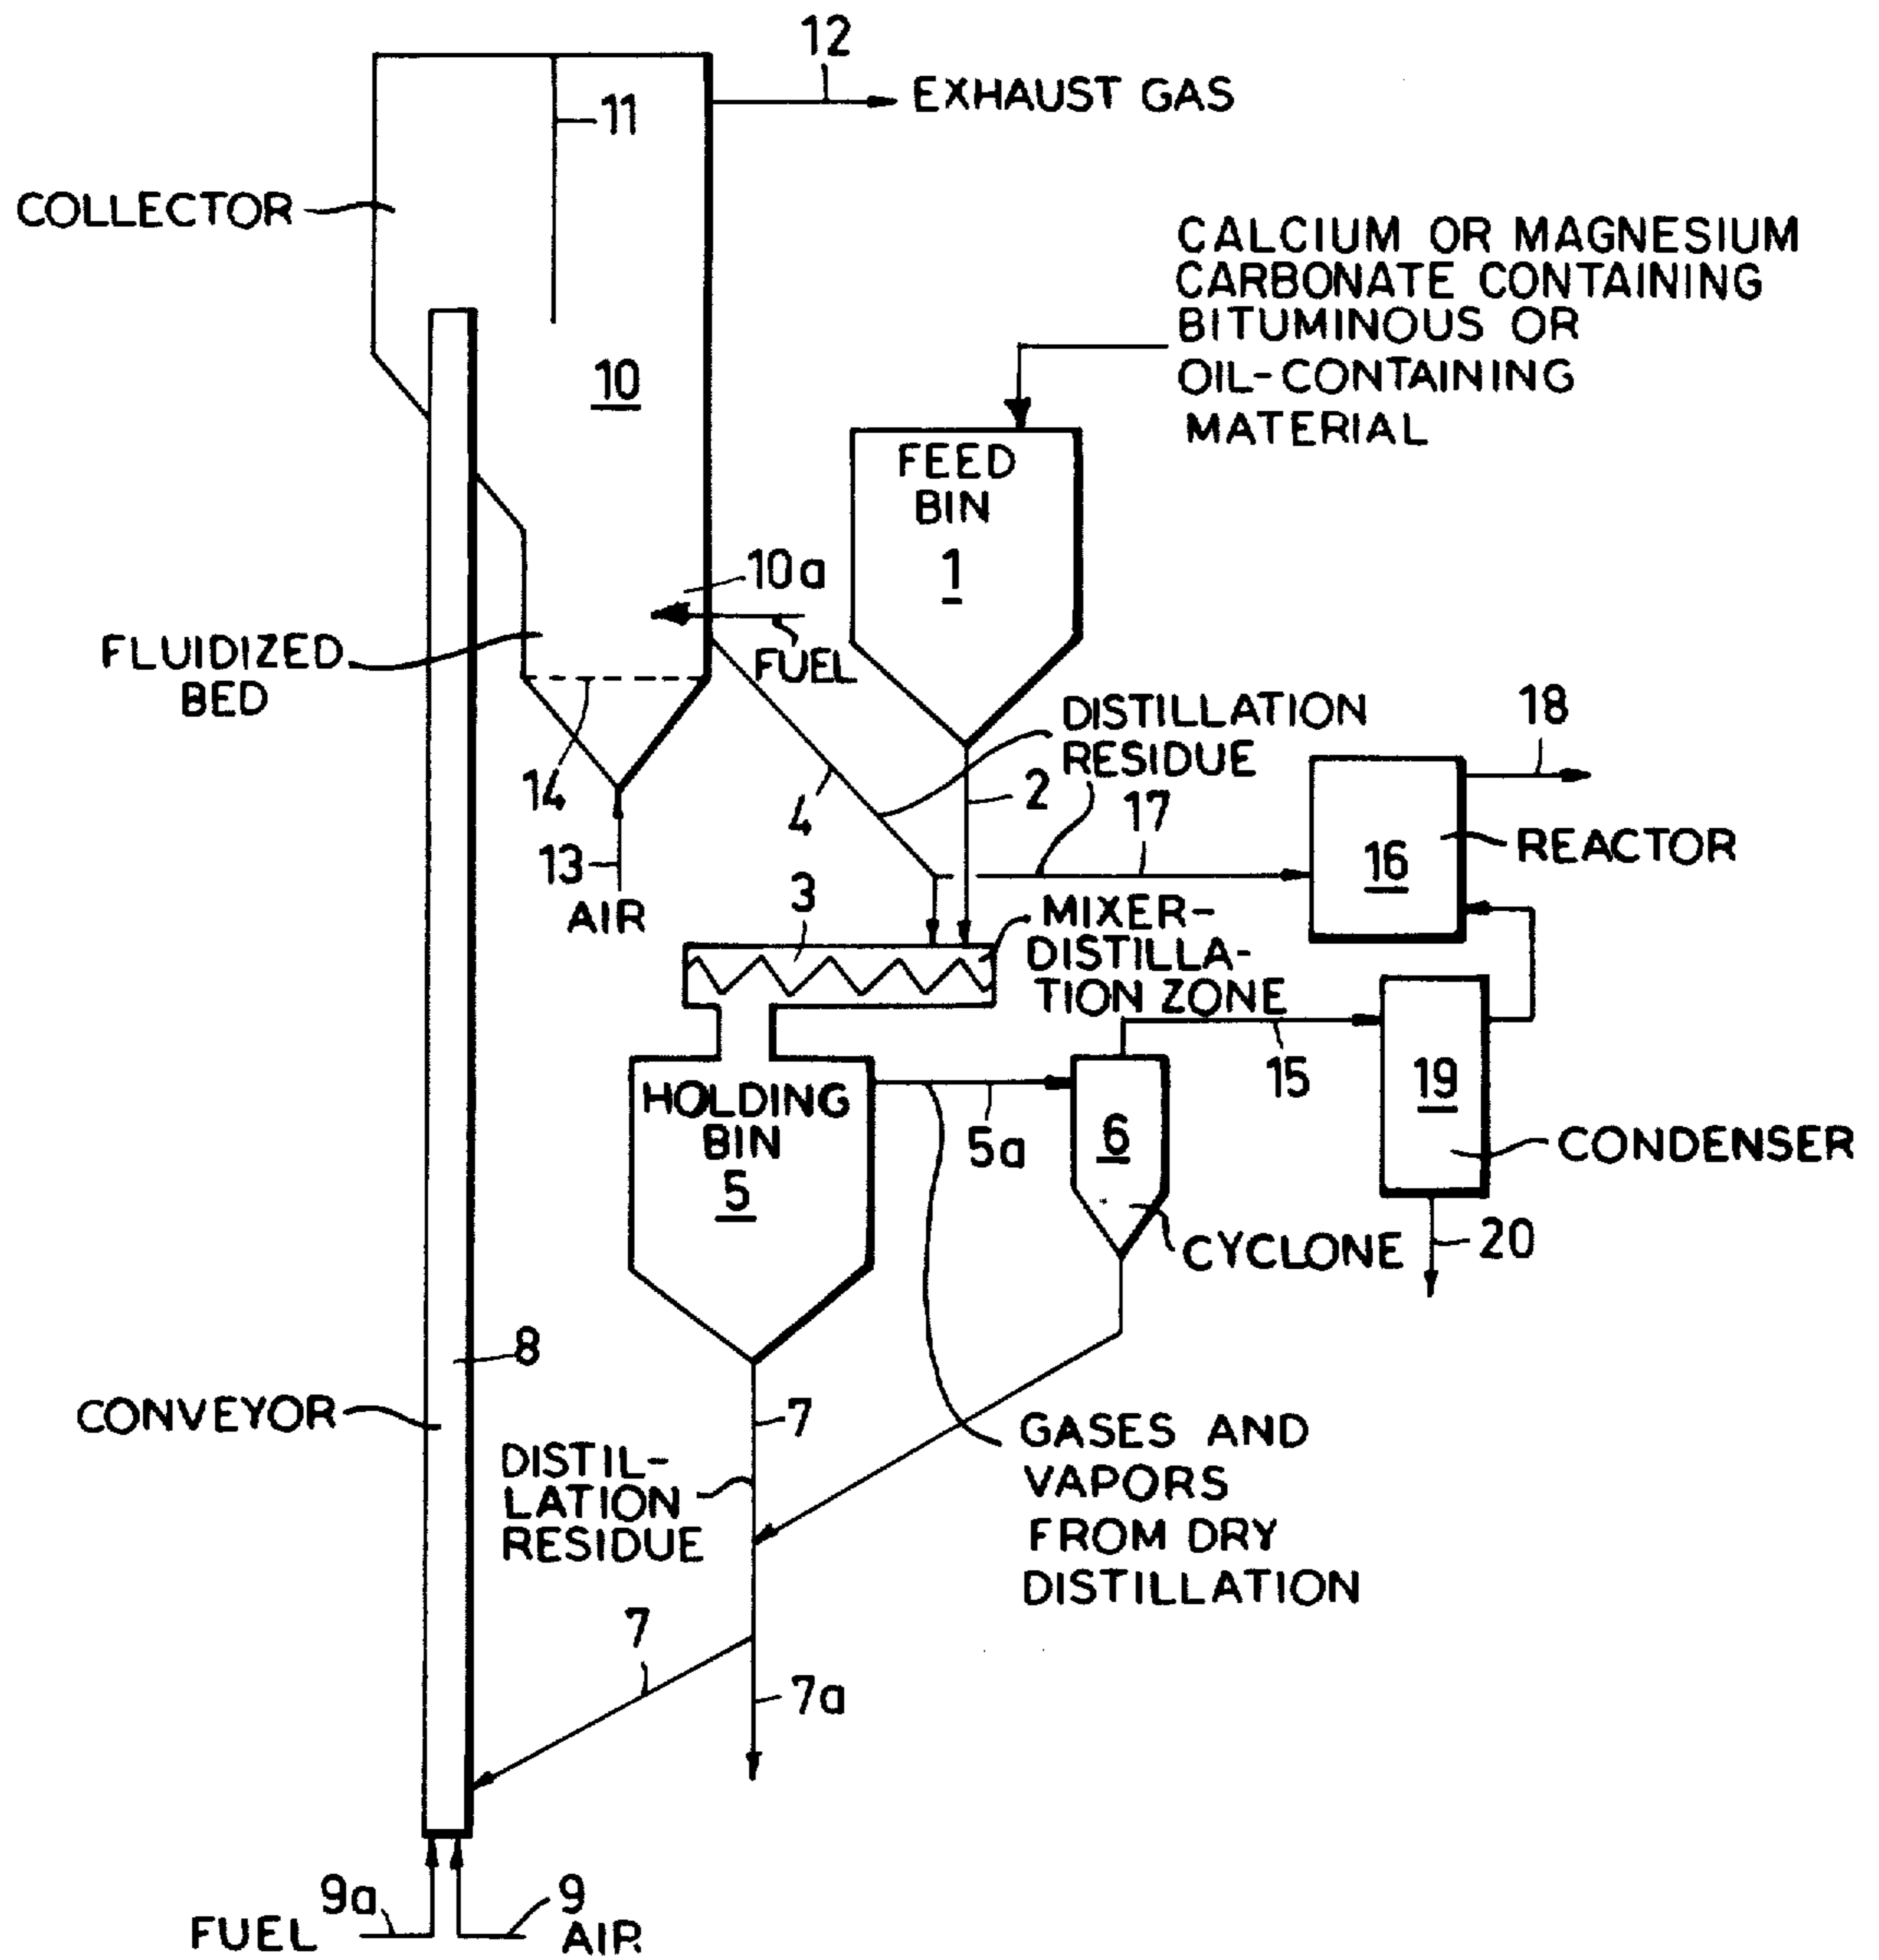 12
EXHAUST GAS
11
COLLECTOR
CALCIUM OR MAGNESIUM
CARBONATE CONTAINING
BITUMINOUS OR
OIL-CONTAINING
MATERIAL
10
FEED
BIN
1
10a
FUEL
FLUIDIZED
BED
DISTILLATION
RESIDUE
18
14
4
2
17
13
AIR
REACTOR
16
3
MIXER-
DISTILLA-
TION ZONE
15
19
HOLDING
BIN
5
5a
6
CONDENSER
CYCLONE
20
8
CONVEYOR
7
DISTIL-
LATION
RESIDUE
GASES AND
VAPORS
FROM DRY
DISTILLATION
7
7a
9a
FUEL
9
AIR